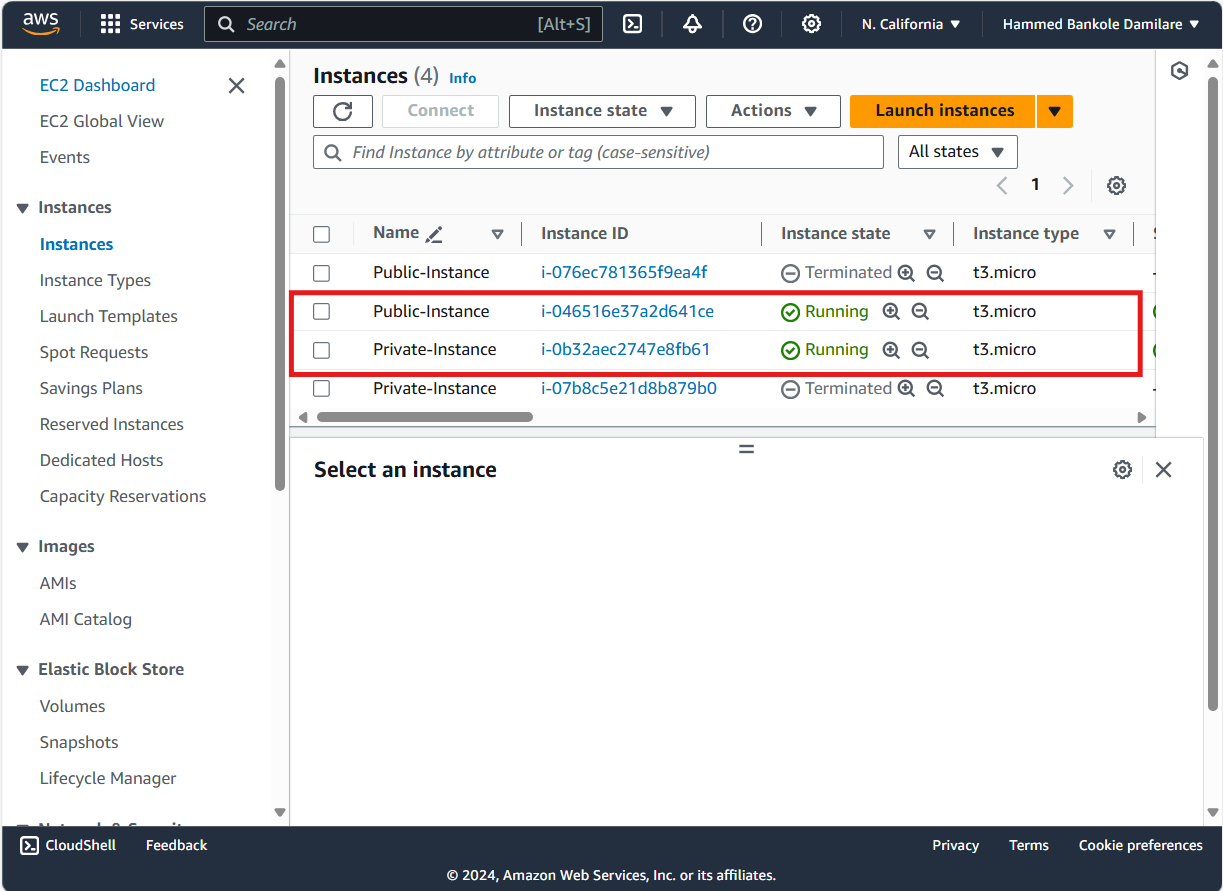 aws Services Search [Alt+S] N. California Hammed Bankole Damilare
EC2 Dashboard
EC2 Global View
Events
Instances
Instances
Instance Types
Launch Templates
Spot Requests
Savings Plans
Reserved Instances
Dedicated Hosts
Capacity Reservations
Images
AMIs
AMI Catalog
Elastic Block Store
Volumes
Snapshots
Lifecycle Manager
Instances (4) Info
Connect Instance state Actions Launch instances
Find Instance by attribute or tag (case-sensitive) All states
1
Name Instance ID Instance state Instance type
Public-Instance i-076ec781365f9ea4f Terminated t3.micro
Public-Instance i-046516e37a2d641ce Running t3.micro
Private-Instance i-0b32aec2747e8fb61 Running t3.micro
Private-Instance i-07b8c5e21d8b879b0 Terminated t3.micro
Select an instance
CloudShell Feedback Privacy Terms Cookie preferences
© 2024, Amazon Web Services, Inc. or its affiliates.